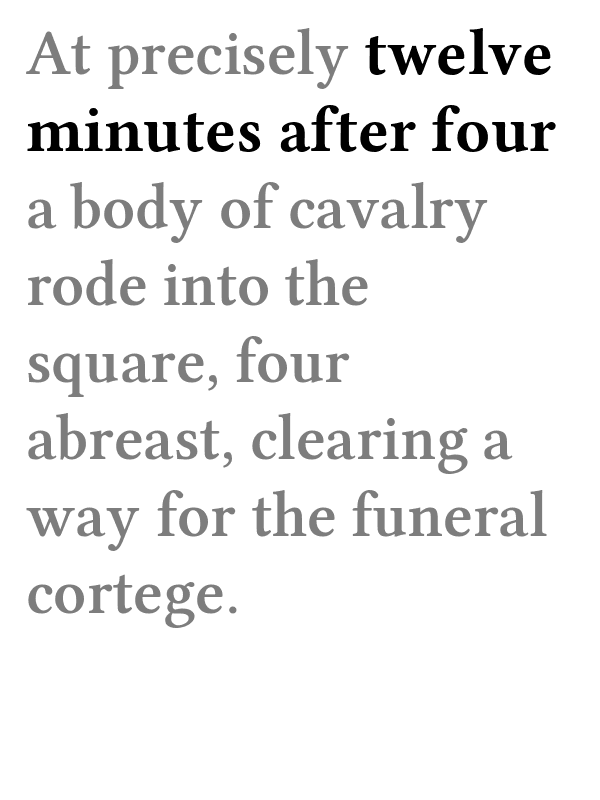 At precisely twelve
minutes after four
a body of cavalry
rode into the
square, four
abreast, clearing a
way for the funeral
cortege.